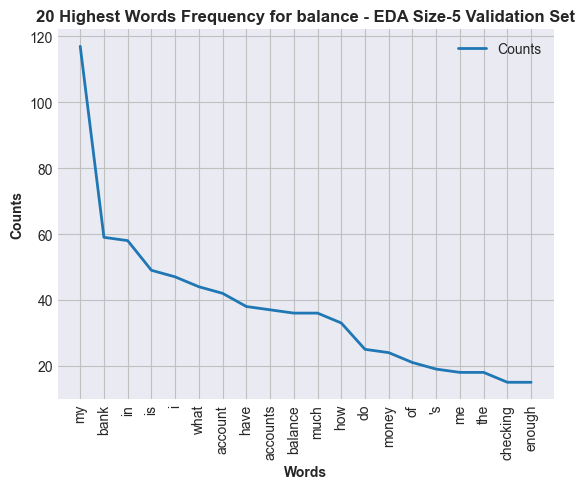 20 Highest Words Frequency for balance - EDA Size-5 Validation Set
Counts
120
100
80
60
40
20
Counts
my
bank
in
is
i
what
account
have
accounts
balance
much
how
do
money
of
's
me
the
checking
enough
Words